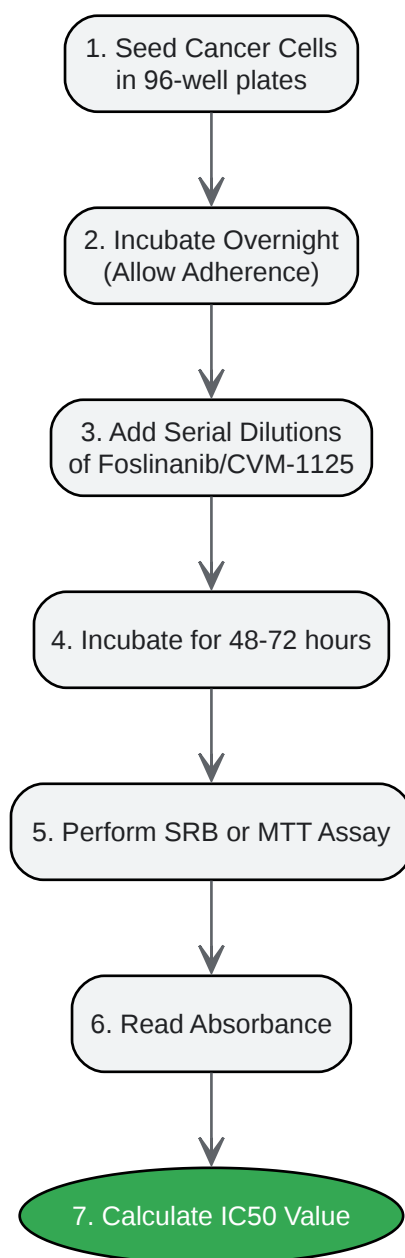 1. Seed Cancer Cells
in 96-well plates
2. Incubate Overnight
(Allow Adherence)
3. Add Serial Dilutions
of Foslinanib/CVM-1125
4. Incubate for 48-72 hours
5. Perform SRB or MTT Assay
6. Read Absorbance
7. Calculate IC50 Value